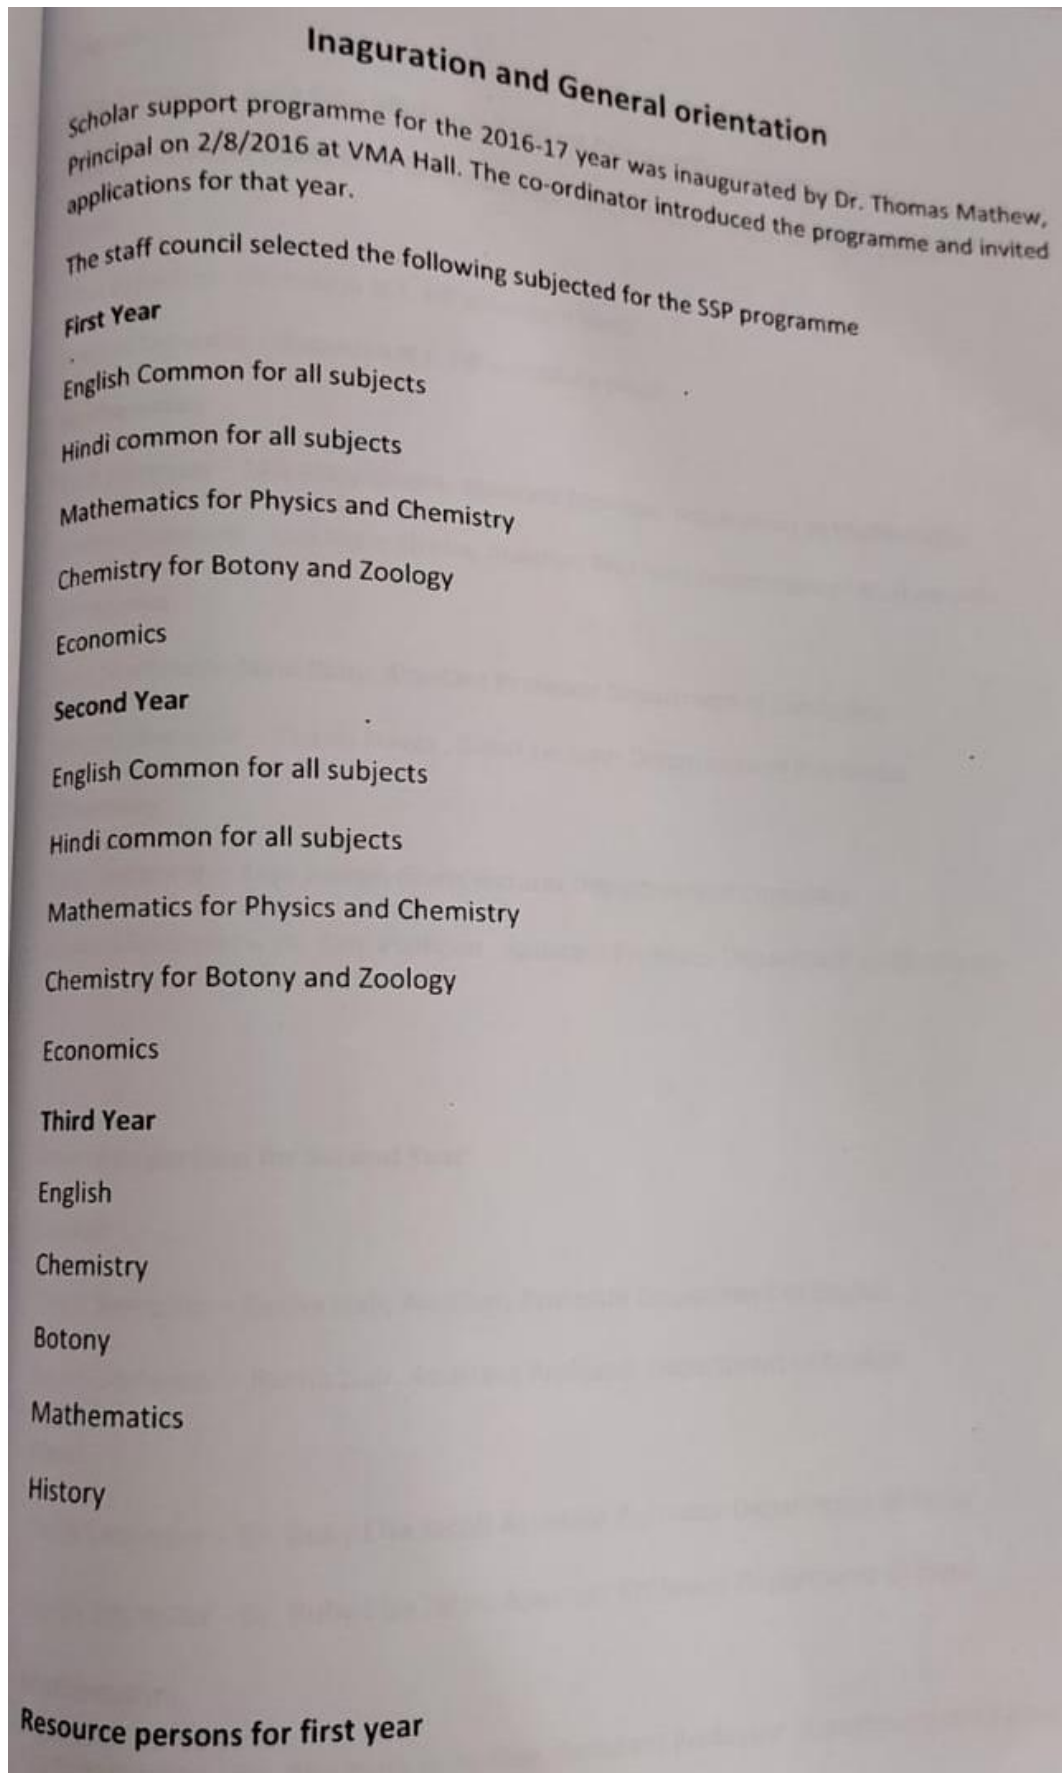 Inaguration and General orientation
Scholar support programme for the 2016-17 year was inaugurated by Dr. Thomas Mathew,
Principal on 2/8/2016 at VMA Hall. The co-ordinator introduced the programme and invited
applications for that year.
The staff council selected the following subjected for the SSP programme
First Year
English Common for all subjects
Hindi common for all subjects
Mathematics for Physics and Chemistry
Chemistry for Botony and Zoology
Economics
Second Year
English Common for all subjects
Hindi common for all subjects
Mathematics for Physics and Chemistry
Chemistry for Botony and Zoology
Economics
Third Year
English
Chemistry
Botony
Mathematics
History
Resource persons for first year